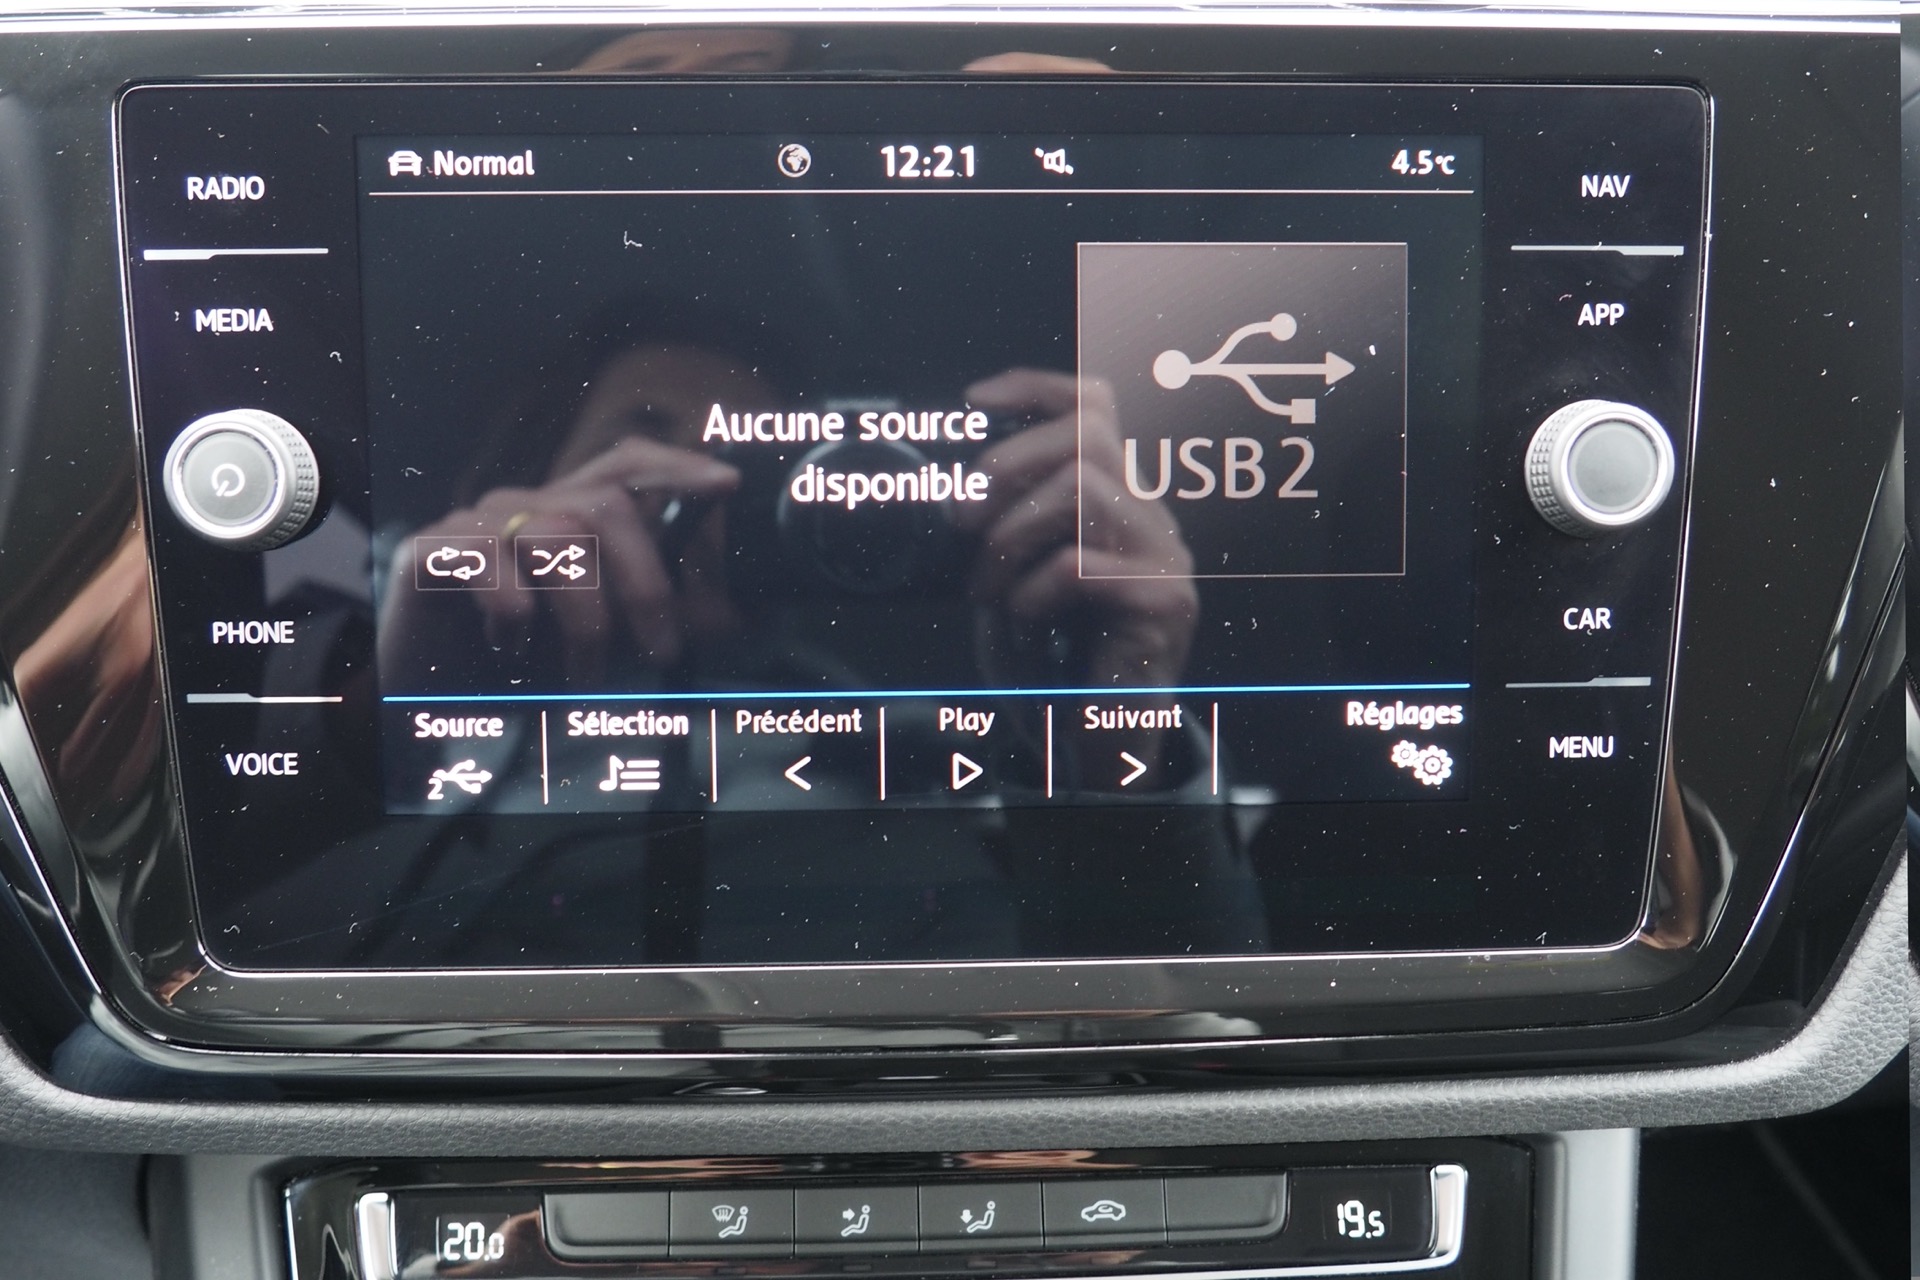 Normal 12:21 4.5°C
RADIO
NAV
MEDIA
APP
Aucune source
disponible
USB2
PHONE
CAR
Source Sélection Précédent Play Suivant Réglages
2
VOICE
MENU
20.0
19.5